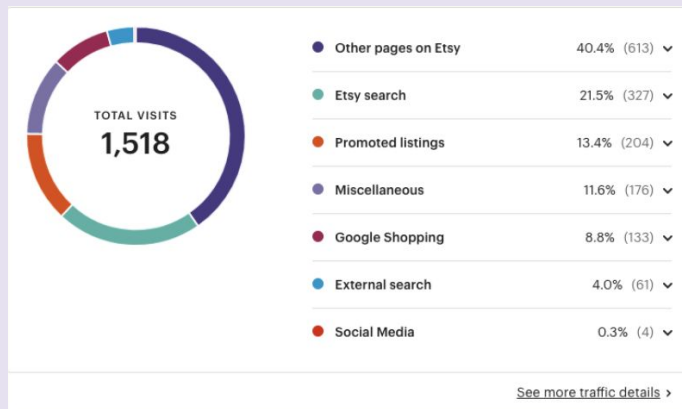 TOTAL VISITS
1,518
Other pages on Etsy 40.4% (613)
Etsy search 21.5% (327)
Promoted listings 13.4% (204)
Miscellaneous 11.6% (176)
Google Shopping 8.8% (133)
External search 4.0% (61)
Social Media 0.3% (4)
See more traffic details